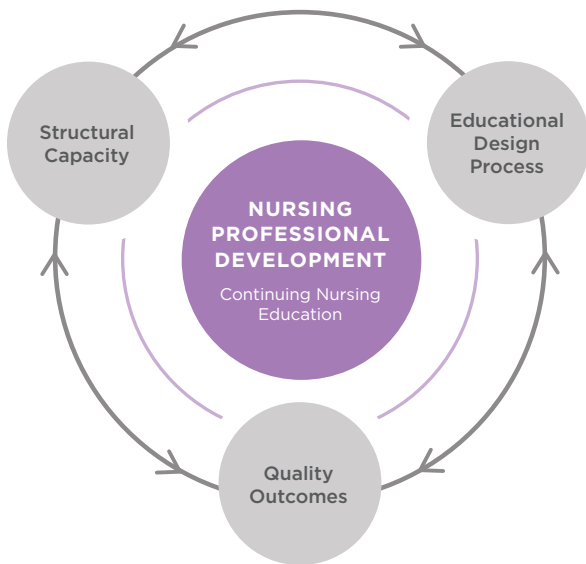 Structural
Capacity
Educational
Design
Process
NURSING
PROFESSIONAL
DEVELOPMENT
Continuing Nursing
Education
Quality
Outcomes